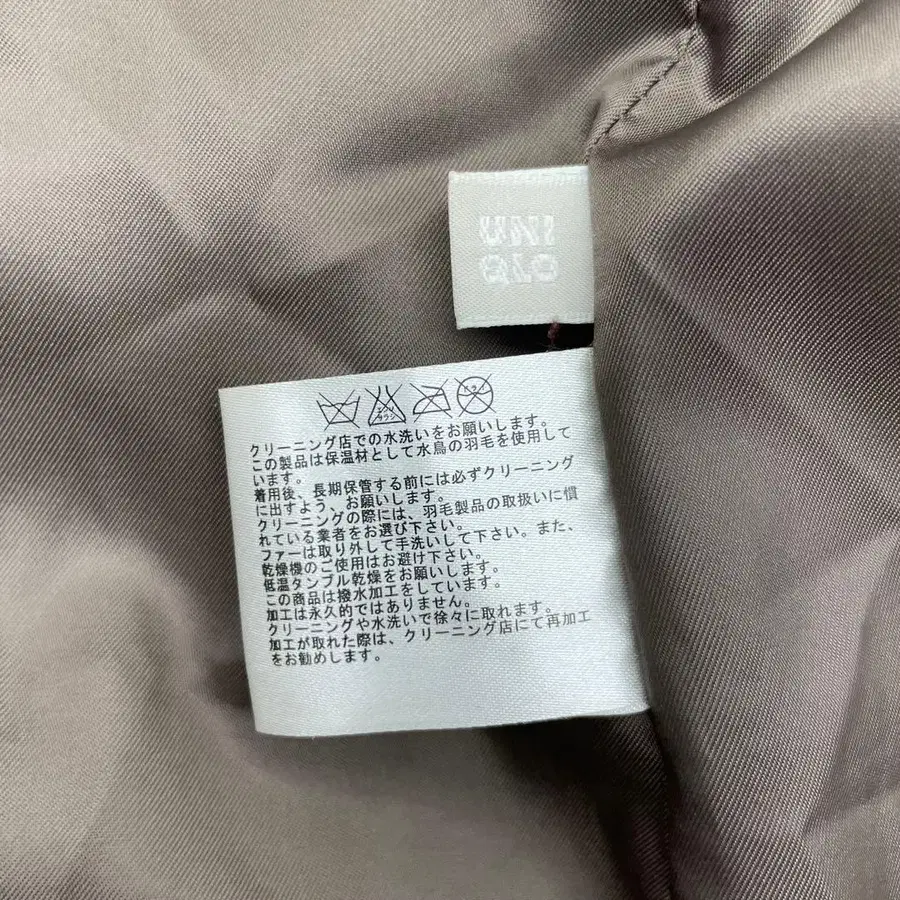 エンソ
サラシ
ドライ
クリーニング店での水洗いをお願いします。
この製品は保温材として水鳥の羽毛を使用して
います。
着用後、長期保管する前には必ずクリーニング
に出すよう、お願いします。
クリーニングの際には、羽毛製品の取扱いに慣
れている業者をお選び下さい。
ファーは取り外して手洗いして下さい。また、
乾燥機のご使用はお避け下さい。
低温タンブル乾燥をお願いします。
この商品は撥水加工をしています。
加工は永久的ではありません。
クリーニングや水洗いで徐々に取れます。
加工が取れた際は、クリーニング店にて再加工
をお勧めします。